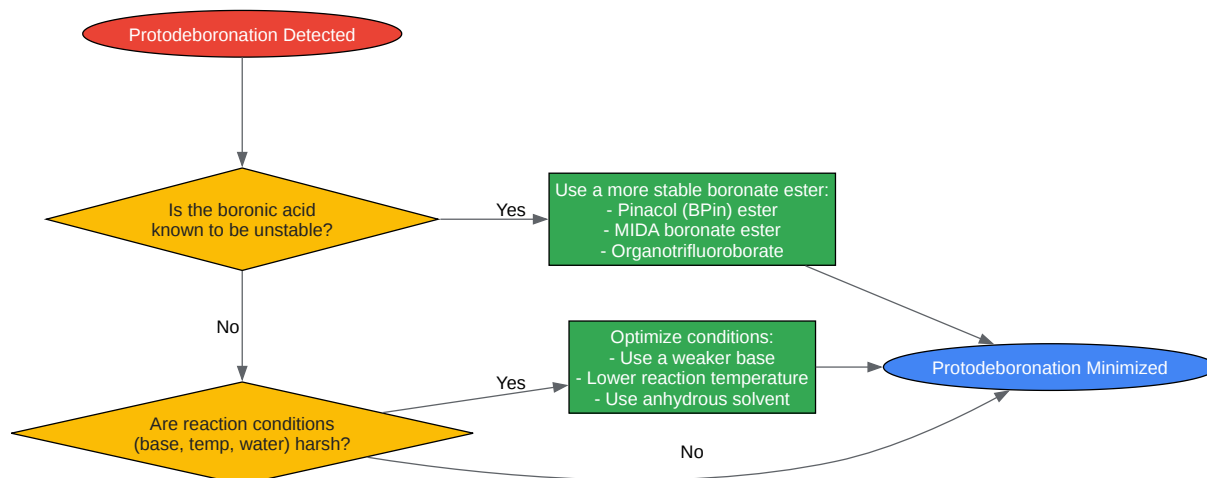 Protodeboronation Detected
Is the boronic acid
known to be unstable?
Yes
Use a more stable boronate ester:
- Pinacol (BPin) ester
- MIDA boronate ester
- Organotrifluoroborate
No
Optimize conditions:
- Use a weaker base
- Lower reaction temperature
- Use anhydrous solvent
Protodeboronation Minimized
Yes
Are reaction conditions
(base, temp, water) harsh?
No